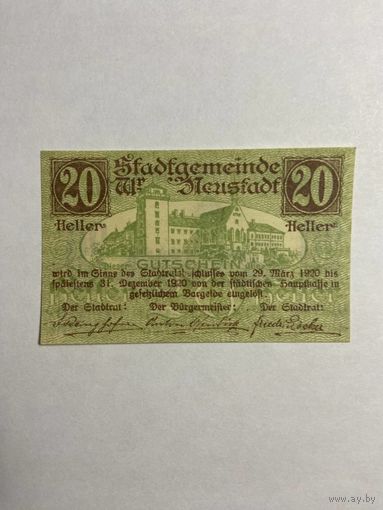 20 Stadtgemeinde 20
Wr. Neustadt
Heller Heller
GUTSCHEIN
wird im Sinne des Stadtratsbeschlusses vom 29. März 1920 bis
spätestens 31. Dezember 1920 von der städtischen Hauptkasse in
gesetzlichem Bargelde eingelöst.
Der Stadtrat: Der Bürgermeister: Der Stadtrat:
www.ay.by